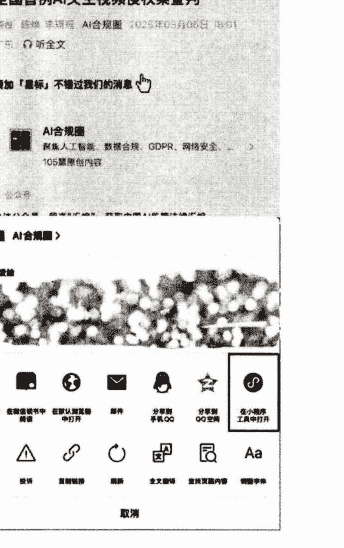 全国首例AI文生视频侵权案宣判
AI合规圈 2025年03月06日 18:01
听全文
加「星标」不错过我们的消息
AI合规圈
聚集人工智能、数据合规、GDPR、网络安全、...
105篇原创内容
公众号
AI合规圈
在微信读书中阅读
在默认浏览器中打开
邮件
分享到手机QQ
分享到QQ空间
在小程序工具中打开
投诉
复制链接
刷新
全文翻译
查找页面内容
Aa
调整字体
取消